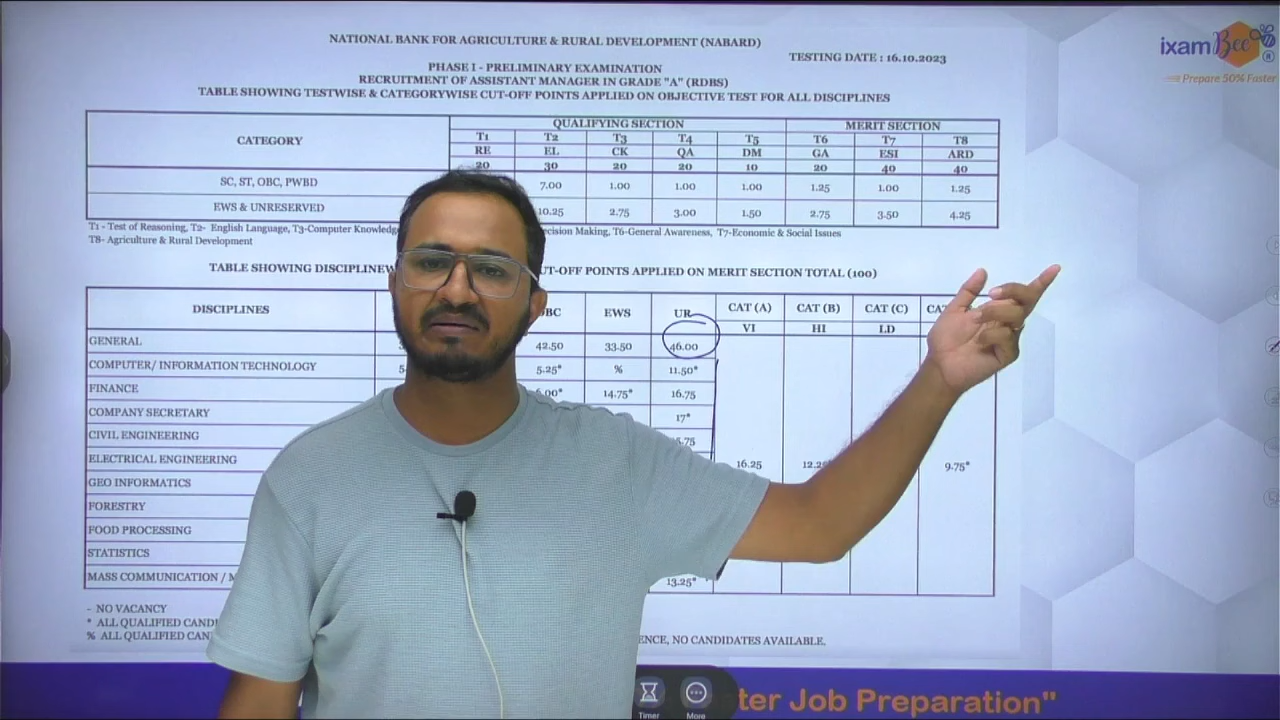 ixamBee
Prepare 50% Faster
NATIONAL BANK FOR AGRICULTURE & RURAL DEVELOPMENT (NABARD)
TESTING DATE : 16.10.2023
PHASE I - PRELIMINARY EXAMINATION
RECRUITMENT OF ASSISTANT MANAGER IN GRADE "A" (RDBS)
TABLE SHOWING TESTWISE & CATEGORYWISE CUT-OFF POINTS APPLIED ON OBJECTIVE TEST FOR ALL DISCIPLINES
CATEGORY QUALIFYING SECTION MERIT SECTION
T1 T2 T3 T4 T5 T6 T7 T8
RE EL CK QA DM GA ESI ARD
20 30 20 20 10 20 40 40
SC, ST, OBC, PWBD 7.00 1.00 1.00 1.00 1.25 1.00 1.25
EWS & UNRESERVED 10.25 2.75 3.00 1.50 2.75 3.50 4.25
T1 - Test of Reasoning, T2- English Language, T3-Computer Knowledge Making, T6-General Awareness, T7-Economic & Social Issues
T8- Agriculture & Rural Development
TABLE SHOWING CUT-OFF POINTS APPLIED ON MERIT SECTION TOTAL (100)
DISCIPLINES EWS UR CAT (A) CAT (B) CAT (C)
VI HI LD
GENERAL 42.50 33.50 46.00
COMPUTER/ INFORMATION TECHNOLOGY 5.25* % 11.50*
FINANCE 14.75* 16.75
COMPANY SECRETARY 17*
CIVIL ENGINEERING
ELECTRICAL ENGINEERING 16.25 9.75*
GEO INFORMATICS
FORESTRY
FOOD PROCESSING
STATISTICS
MASS COMMUNICATION / 13.25*
- NO VACANCY
* ALL QUALIFIED
% ALL QUALIFIED NO CANDIDATES AVAILABLE.
Job Preparation"
Timer More